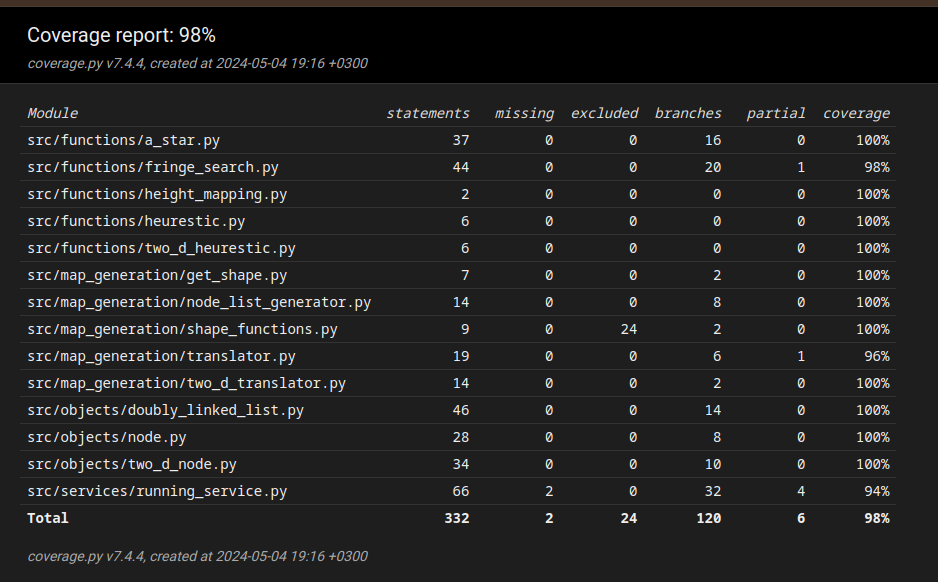 Coverage report: 98%
coverage.py v7.4.4, created at 2024-05-04 19:16 +0300
Module statements missing excluded branches partial coverage
src/functions/a_star.py 37 0 0 16 0 100%
src/functions/fringe_search.py 44 0 0 20 1 98%
src/functions/height_mapping.py 2 0 0 0 0 100%
src/functions/heurestic.py 6 0 0 0 0 100%
src/functions/two_d_heurestic.py 6 0 0 0 0 100%
src/map_generation/get_shape.py 7 0 0 2 0 100%
src/map_generation/node_list_generator.py 14 0 0 8 0 100%
src/map_generation/shape_functions.py 9 0 24 2 0 100%
src/map_generation/translator.py 19 0 0 6 1 96%
src/map_generation/two_d_translator.py 14 0 0 2 0 100%
src/objects/doubly_linked_list.py 46 0 0 14 0 100%
src/objects/node.py 28 0 0 8 0 100%
src/objects/two_d_node.py 34 0 0 10 0 100%
src/services/running_service.py 66 2 0 32 4 94%
Total 332 2 24 120 6 98%
coverage.py v7.4.4, created at 2024-05-04 19:16 +0300